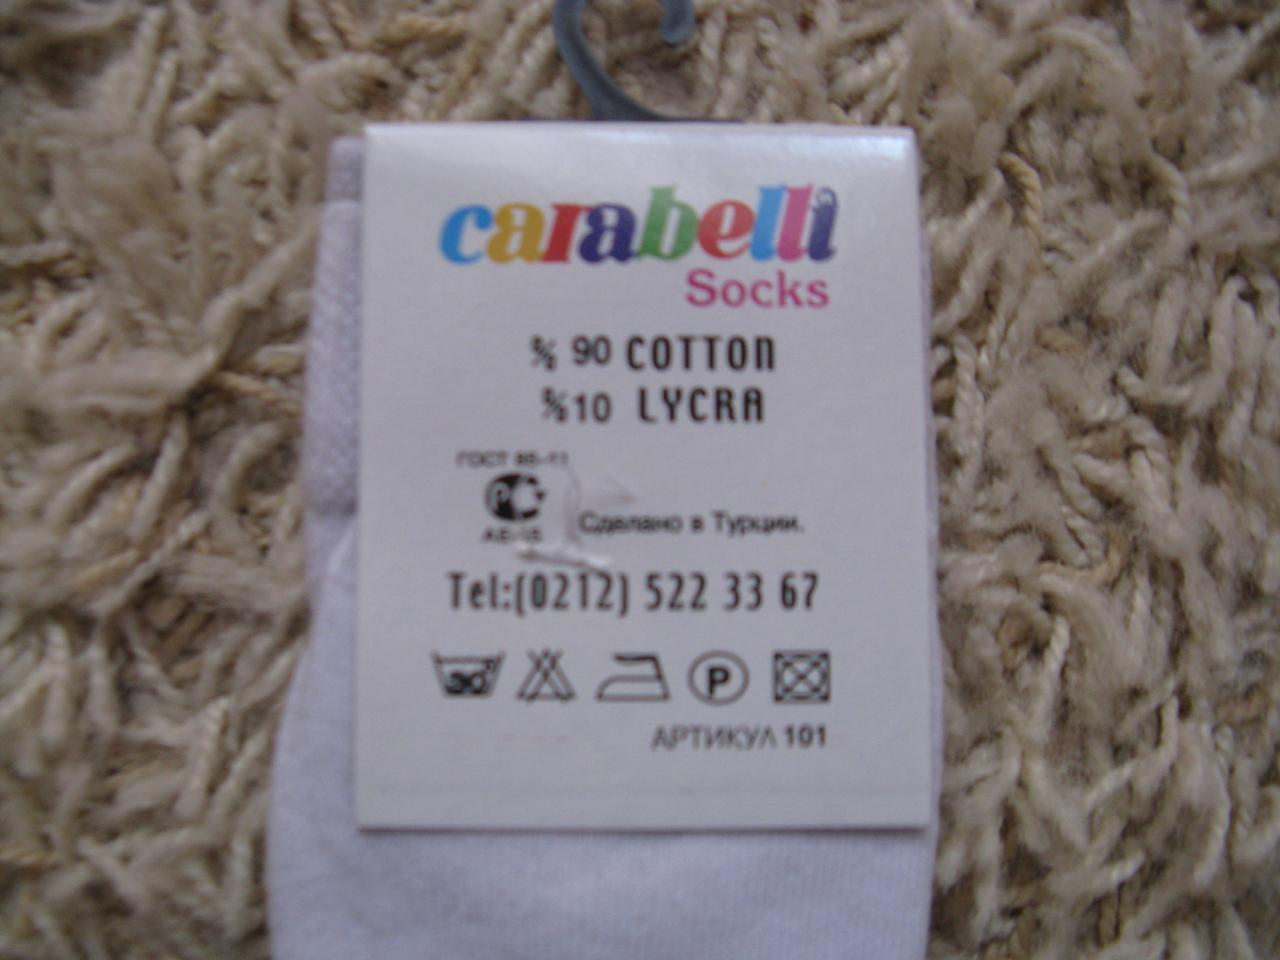 carabelli
Socks
% 90 COTTON
%10 LYCRA
ГОСТ
Сделано в Турции.
Tel:(0212) 522 33 67
30°
P
АРТИКУЛ 101